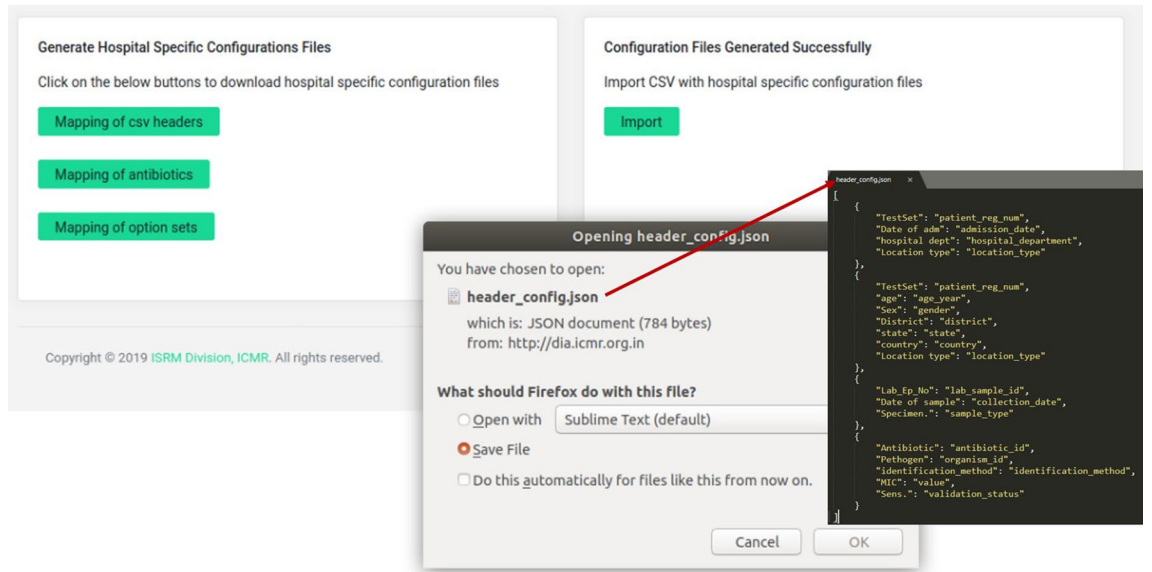 Generate Hospital Specific Configurations Files
Click on the below buttons to download hospital specific configuration files
Mapping of csv headers
Mapping of antibiotics
Mapping of option sets
Configuration Files Generated Successfully
Import CSV with hospital specific configuration files
Import
Copyright © 2019 ISRM Division, ICMR. All rights reserved.
Opening header_config.json
You have chosen to open:
header_config.json
which is: JSON document (784 bytes)
from: http://dia.icmr.org.in
What should Firefox do with this file?
Open with Sublime Text (default)
Save File
Do this automatically for files like this from now on.
Cancel OK
header_config.json ×
[
{
"TestSet": "patient_reg_num",
"Date of adm": "admission_date",
"hospital dept": "hospital_department",
"Location type": "location_type"
},
{
"TestSet": "patient_reg_num",
"age": "age_year",
"Sex": "gender",
"District": "district",
"state": "state",
"country": "country",
"Location type": "location_type"
},
{
"Lab_Ep_No": "lab_sample_id",
"Date of sample": "collection_date",
"Specimen.": "sample_type"
},
{
"Antibiotic": "antibiotic_id",
"Pethogen": "organism_id",
"identification_method": "identification_method",
"MIC": "value",
"Sens.": "validation_status"
}
]